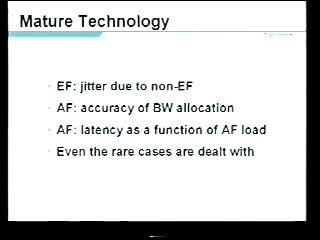 Mature Technology
EF: jitter due to non-EF
AF: accuracy of BW allocation
AF: latency as a function of AF load
Even the rare cases are dealt with